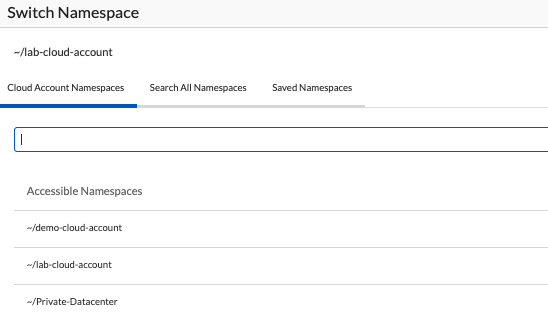 Switch Namespace
~/lab-cloud-account
Cloud Account Namespaces Search All Namespaces Saved Namespaces
Accessible Namespaces
~/demo-cloud-account
~/lab-cloud-account
~/Private-Datacenter